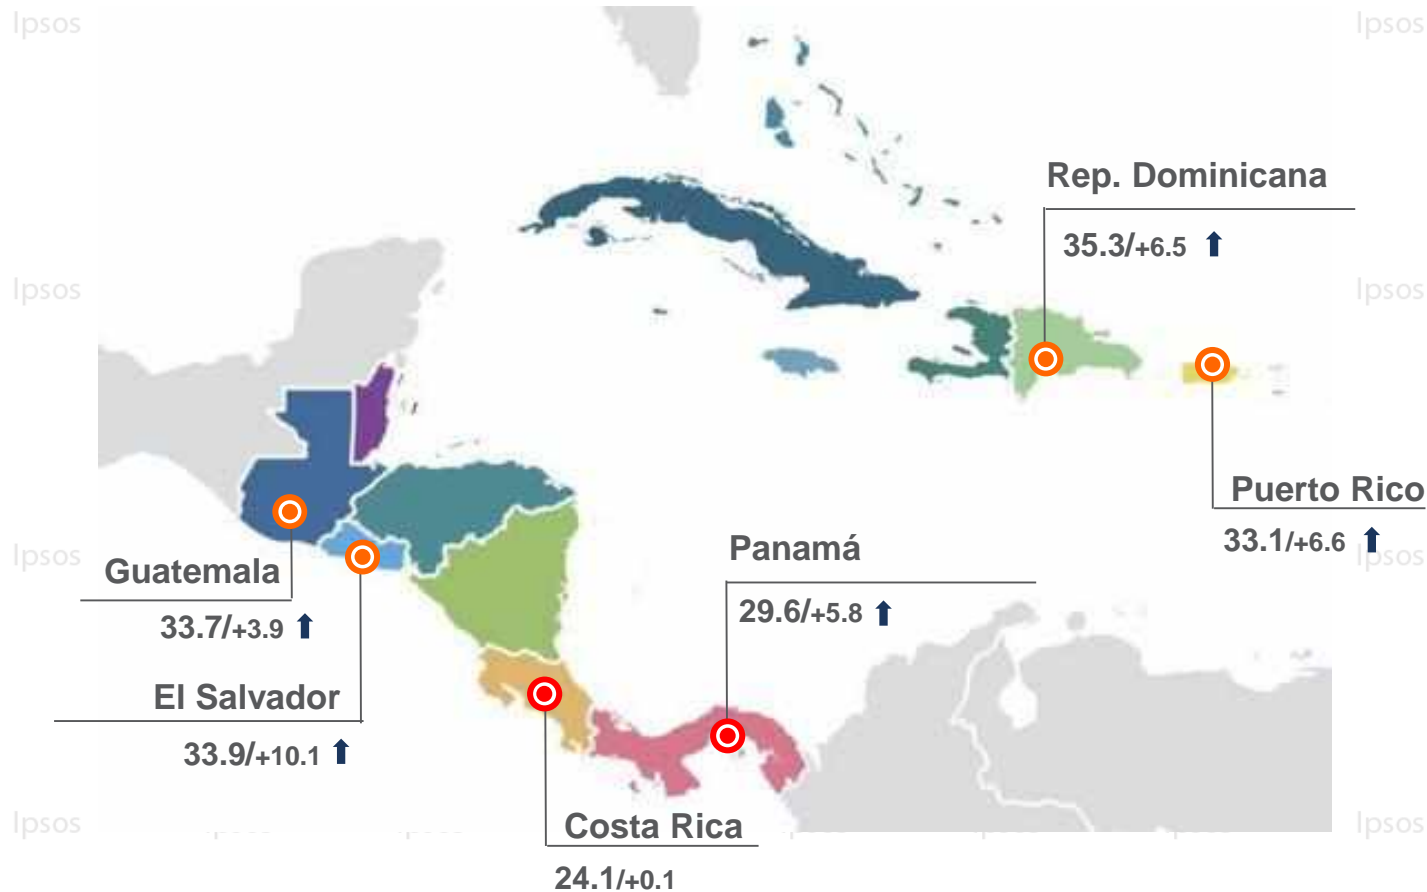 Ipsos
Ipsos
Rep. Dominicana
35.3/+6.5
Ipsos
Ipsos
Puerto Rico
33.1/+6.6
Panamá
29.6/+5.8
Ipsos
Ipsos
Guatemala
33.7/+3.9
El Salvador
33.9/+10.1
Ipsos
Ipsos
Costa Rica
24.1/+0.1